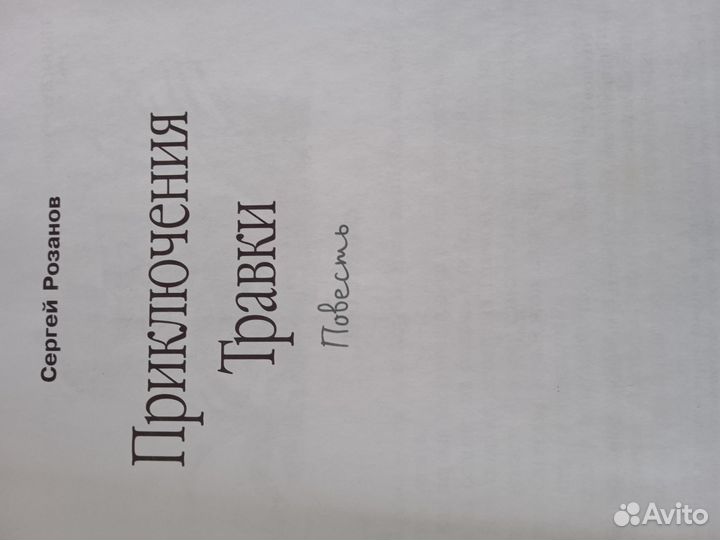 Сергей Розанов
Приключения
Травки
Повесть
Avito